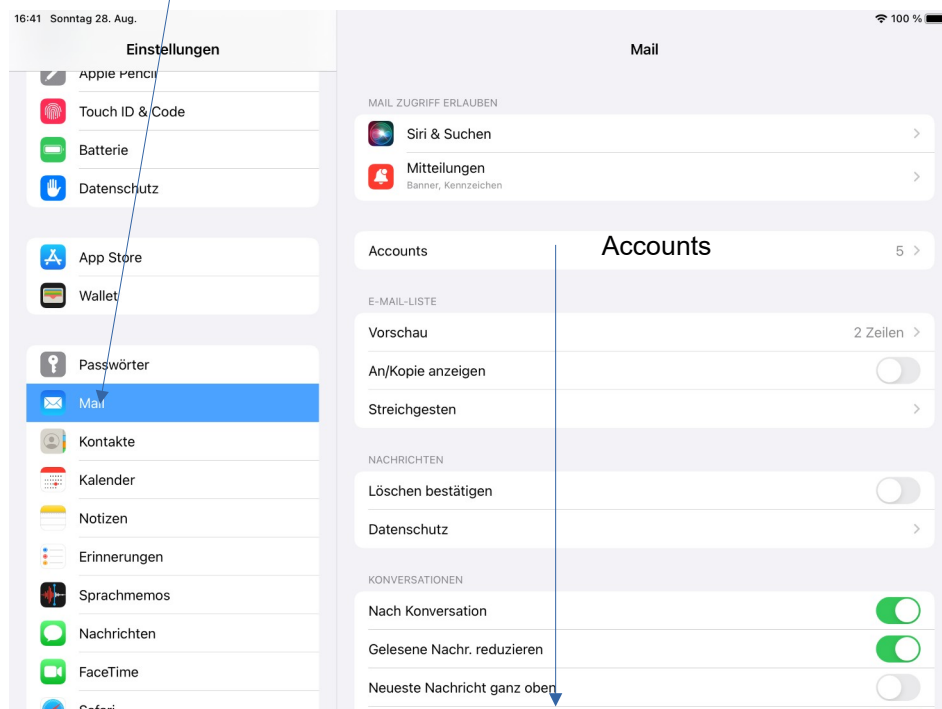 16:41 Sonntag 28. Aug.
100 %
Einstellungen
Apple Pencil
Touch ID & Code
Batterie
Datenschutz
App Store
Wallet
Passwörter
Mail
Kontakte
Kalender
Notizen
Erinnerungen
Sprachmemos
Nachrichten
FaceTime
Safari
Mail
MAIL ZUGRIFF ERLAUBEN
Siri & Suchen
Mitteilungen
Banner, Kennzeichen
Accounts
Accounts
5
E-MAIL-LISTE
Vorschau
2 Zeilen
An/Kopie anzeigen
Streichgesten
NACHRICHTEN
Löschen bestätigen
Datenschutz
KONVERSATIONEN
Nach Konversation
Gelesene Nachr. reduzieren
Neueste Nachricht ganz oben